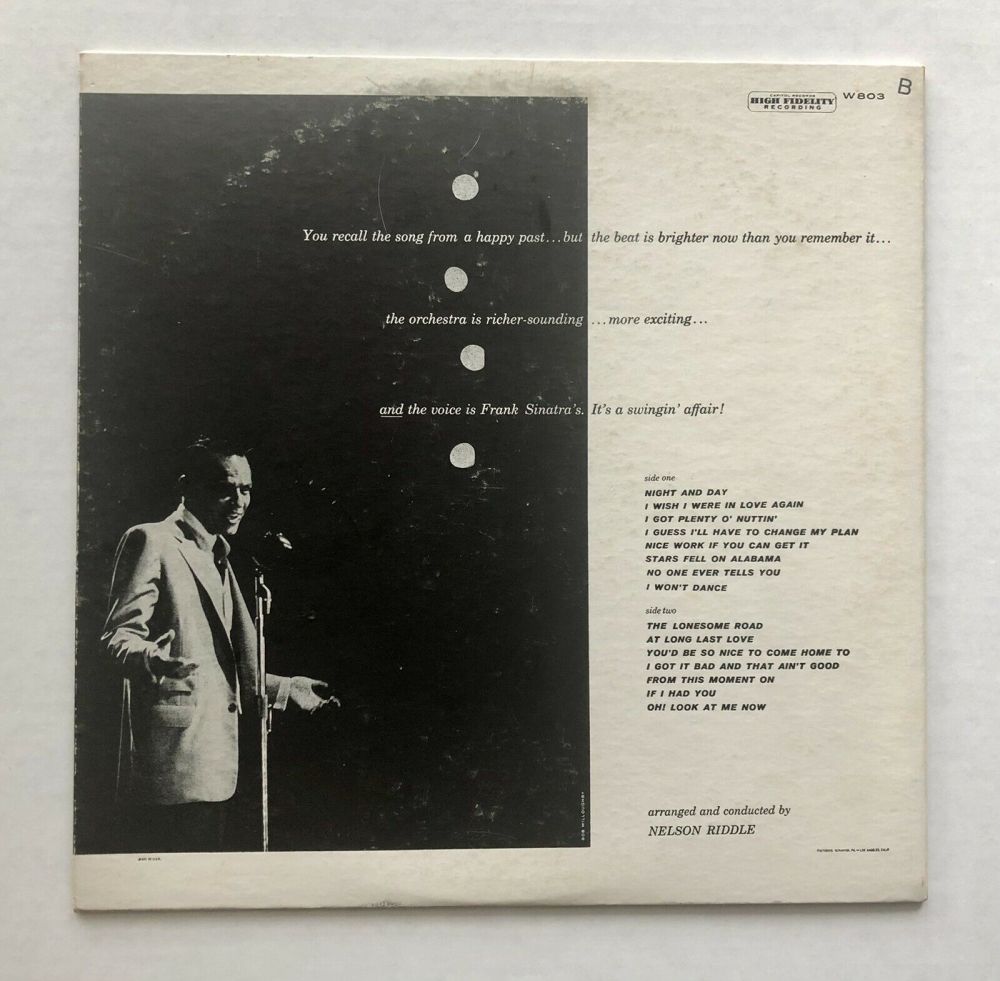 B
CAPITOL RECORDS
HIGH FIDELITY
RECORDING
W803
You recall the song from a happy past...but the beat is brighter now than you remember it...
the orchestra is richer-sounding ...more exciting...
and the voice is Frank Sinatra's. It's a swingin' affair!
side one
NIGHT AND DAY
I WISH I WERE IN LOVE AGAIN
I GOT PLENTY O' NUTTIN'
I GUESS I'LL HAVE TO CHANGE MY PLAN
NICE WORK IF YOU CAN GET IT
STARS FELL ON ALABAMA
NO ONE EVER TELLS YOU
I WON'T DANCE
side two
THE LONESOME ROAD
AT LONG LAST LOVE
YOU'D BE SO NICE TO COME HOME TO
I GOT IT BAD AND THAT AIN'T GOOD
FROM THIS MOMENT ON
IF I HAD YOU
OH! LOOK AT ME NOW
BOB WILLOUGHBY
arranged and conducted by
NELSON RIDDLE